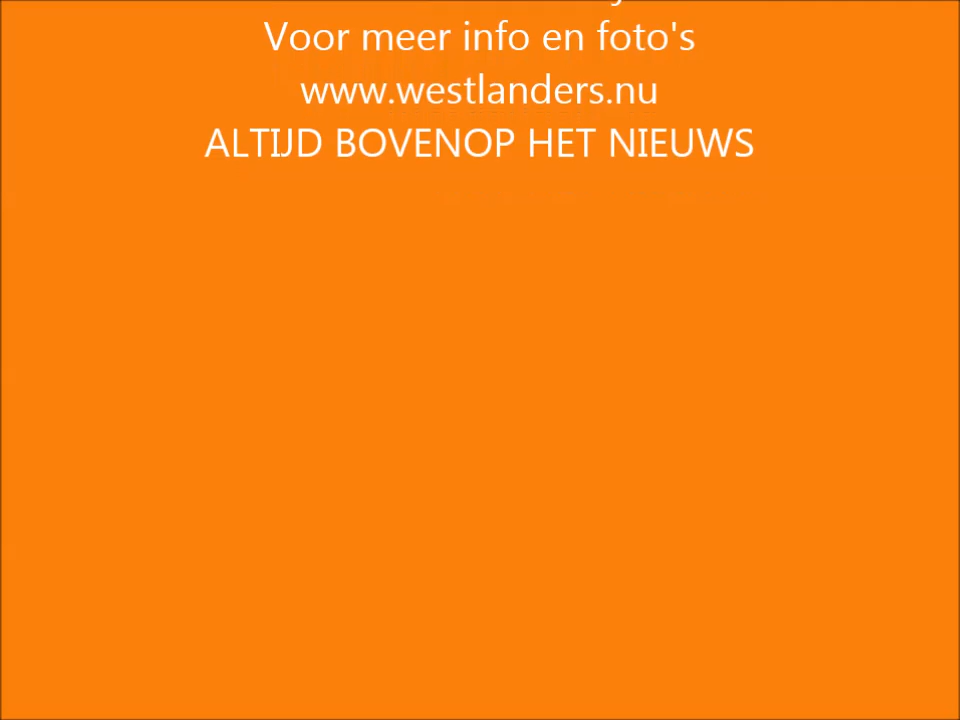 Voor meer info en foto's
www.westlanders.nu
ALTIJD BOVENOP HET NIEUWS